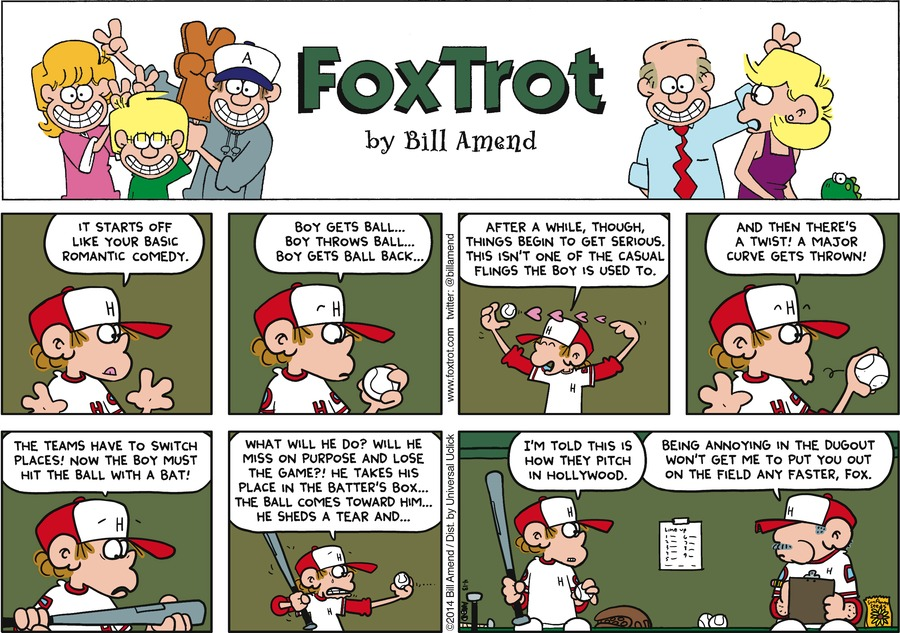 A
FoxTrot
by Bill Amend
IT STARTS OFF
LIKE YOUR BASIC
ROMANTIC COMEDY.
H
H
BOY GETS BALL...
BOY THROWS BALL...
BOY GETS BALL BACK...
H
H
www.foxtrot.com twitter: @billamend
AFTER A WHILE, THOUGH,
THINGS BEGIN TO GET SERIOUS.
THIS ISN'T ONE OF THE CASUAL
FLINGS THE BOY IS USED TO.
H
H
AND THEN THERE'S
A TWIST! A MAJOR
CURVE GETS THROWN!
H
H
THE TEAMS HAVE TO SWITCH
PLACES! NOW THE BOY MUST
HIT THE BALL WITH A BAT!
H
WHAT WILL HE DO? WILL HE
MISS ON PURPOSE AND LOSE
THE GAME?! HE TAKES HIS
PLACE IN THE BATTER'S BOX...
THE BALL COMES TOWARD HIM...
HE SHEDS A TEAR AND...
H
H
©2014 Bill Amend / Dist. by Universal Uclick
I'M TOLD THIS IS
HOW THEY PITCH
IN HOLLYWOOD.
H
H
BEING ANNOYING IN THE DUGOUT
WON'T GET ME TO PUT YOU OUT
ON THE FIELD ANY FASTER, FOX.
Line up
H